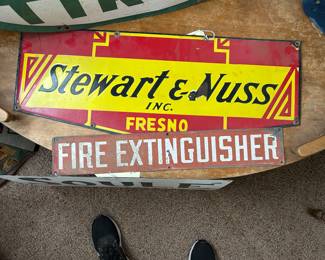 Stewart & Nuss
INC.
FRESNO
FIRE EXTINGUISHER